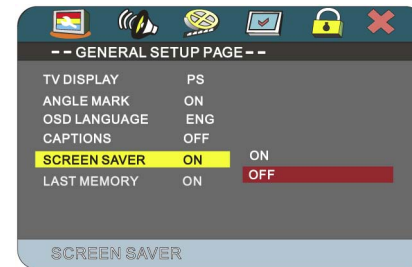 -- GENERAL SETUP PAGE--
TV DISPLAY PS
ANGLE MARK ON
OSD LANGUAGE ENG
CAPTIONS OFF
SCREEN SAVER ON ON
LAST MEMORY ON OFF
SCREEN SAVER